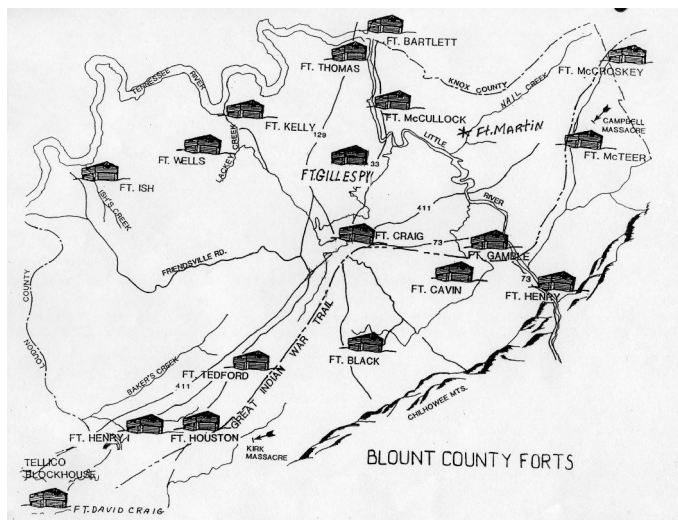 FT. BARTLETT
FT. THOMAS
KNOX COUNTY
FT. McCROSKEY
TENNESSEE
RIVER
NAIL CREEK
FT. KELLY
129
FT. McCULLOCK
CAMPBELL
MASSACRE
Ft. Martin
LACKEY CREEK
FT. WELLS
LITTLE
FT. McTEER
33
FT. GILLESPY
FT. ISH
ISH'S CREEK
RIVER
411
FT. CRAIG
73
FT. GAMBLE
FRIENDSVILLE RD.
FT. CAVIN
73
FT. HENRY
COUNTY
LOUDON
GREAT INDIAN WAR TRAIL
FT. BLACK
BAKER'S CREEK
FT. TEDFORD
411
CHILHOWEE MTS.
FT. HENRY I
FT. HOUSTON
KIRK
MASSACRE
BLOUNT COUNTY FORTS
TELLICO
BLOCKHOUSE
FT. DAVID CRAIG